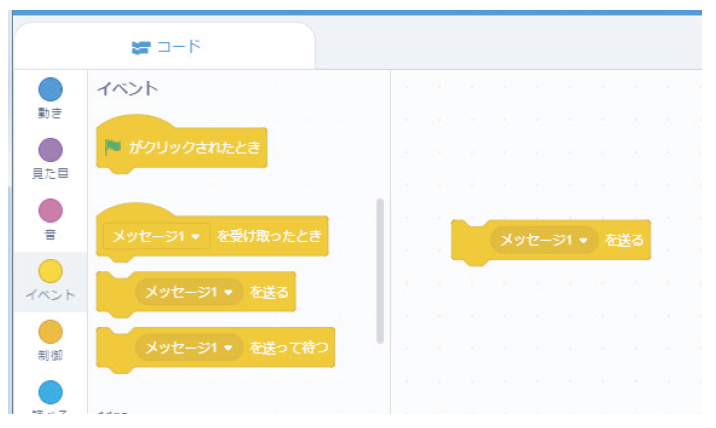 コード
動き
見た目
音
イベント
制御
イベント
がクリックされたとき
メッセージ1 を受け取ったとき
メッセージ1 を送る
メッセージ1 を送って待つ
メッセージ1 を送る